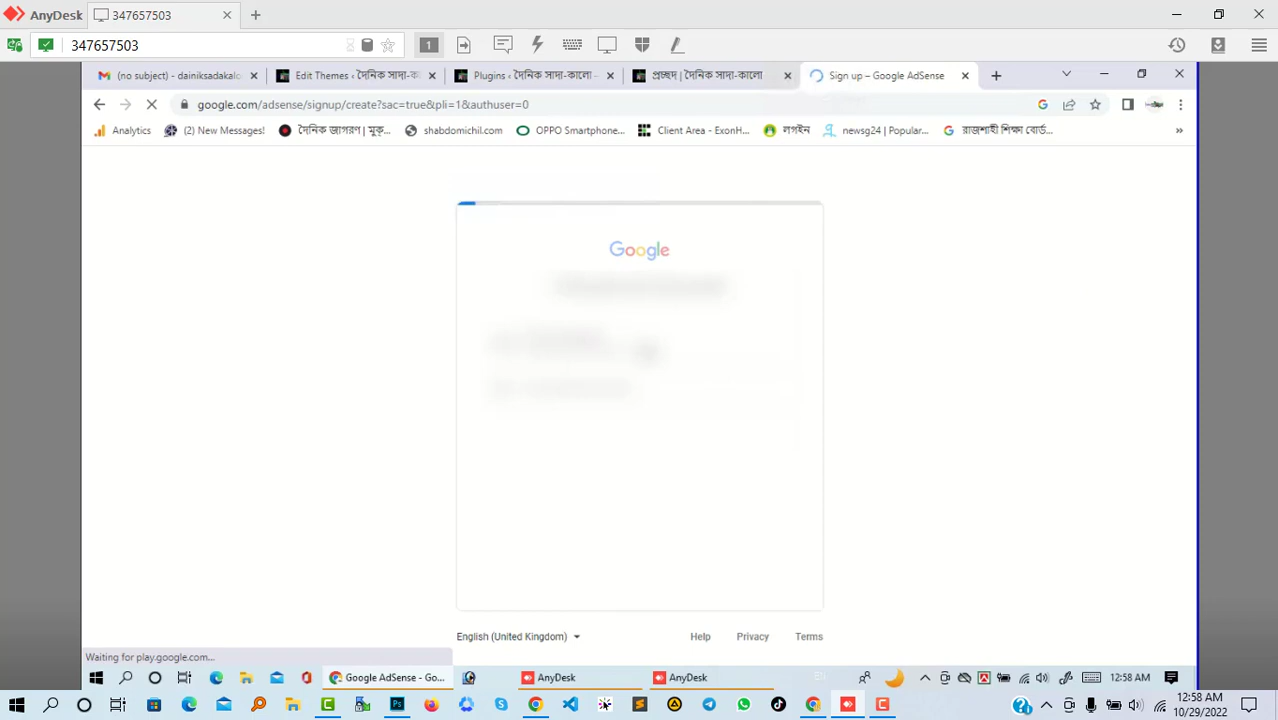 AnyDesk 347657503
347657503 1
(no subject) - dainiksadakalo Edit Themes ‹ দৈনিক সাদা-ক Plugins ‹ দৈনিক সাদা-কালো — প্রচ্ছদ | দৈনিক সাদা-কালো Sign up – Google AdSense
google.com/adsense/signup/create?sac=true&pli=1&authuser=0
Analytics (2) New Messages! দৈনিক জাগরণ | মুক্... shabdomichil.com OPPO Smartphone... Client Area - ExonH... লগইন newsg24 | Popular... রাজশাহী শিক্ষা বোর্ড... »
Google
English (United Kingdom) Help Privacy Terms
Waiting for play.google.com...
Google AdSense - Go... AnyDesk AnyDesk 12:58 AM
12:58 AM
10/29/2022